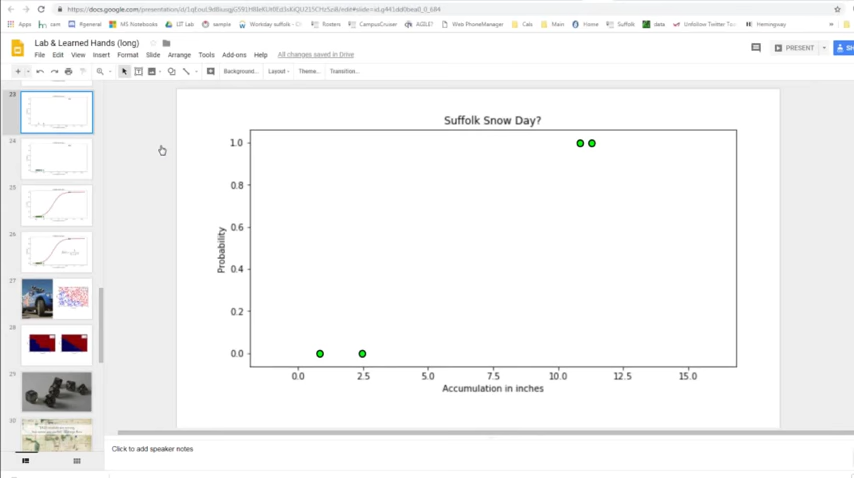 Lab & Learned Hands (long)
File Edit View Insert Format Slide Arrange Tools Add-ons Help All changes saved in Drive
PRESENT
Apps cam Pgeneral MS Notebooks LIT Lab sample Workday suffolk Rosters CampusCruiser AGILE? Web PhoneManager Cals Main Home Suffolk data Unfollow Twitter To Hemingway
Background... Layout Theme... Transition...
23
24
25
26
27
28
29
30
Suffolk Snow Day?
1.0
0.8
0.6
0.4
0.2
0.0
Probability
0.0 2.5 5.0 7.5 10.0 12.5 15.0
Accumulation in inches
Click to add speaker notes